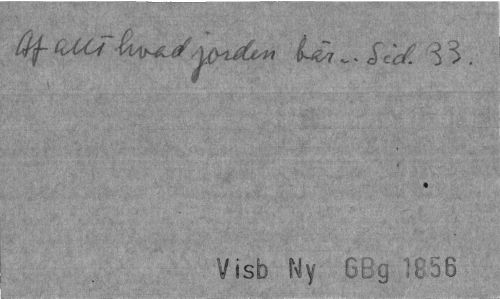 Af allt hvad jorden bär... Sid. 33.
Visb Ny GBg 1856